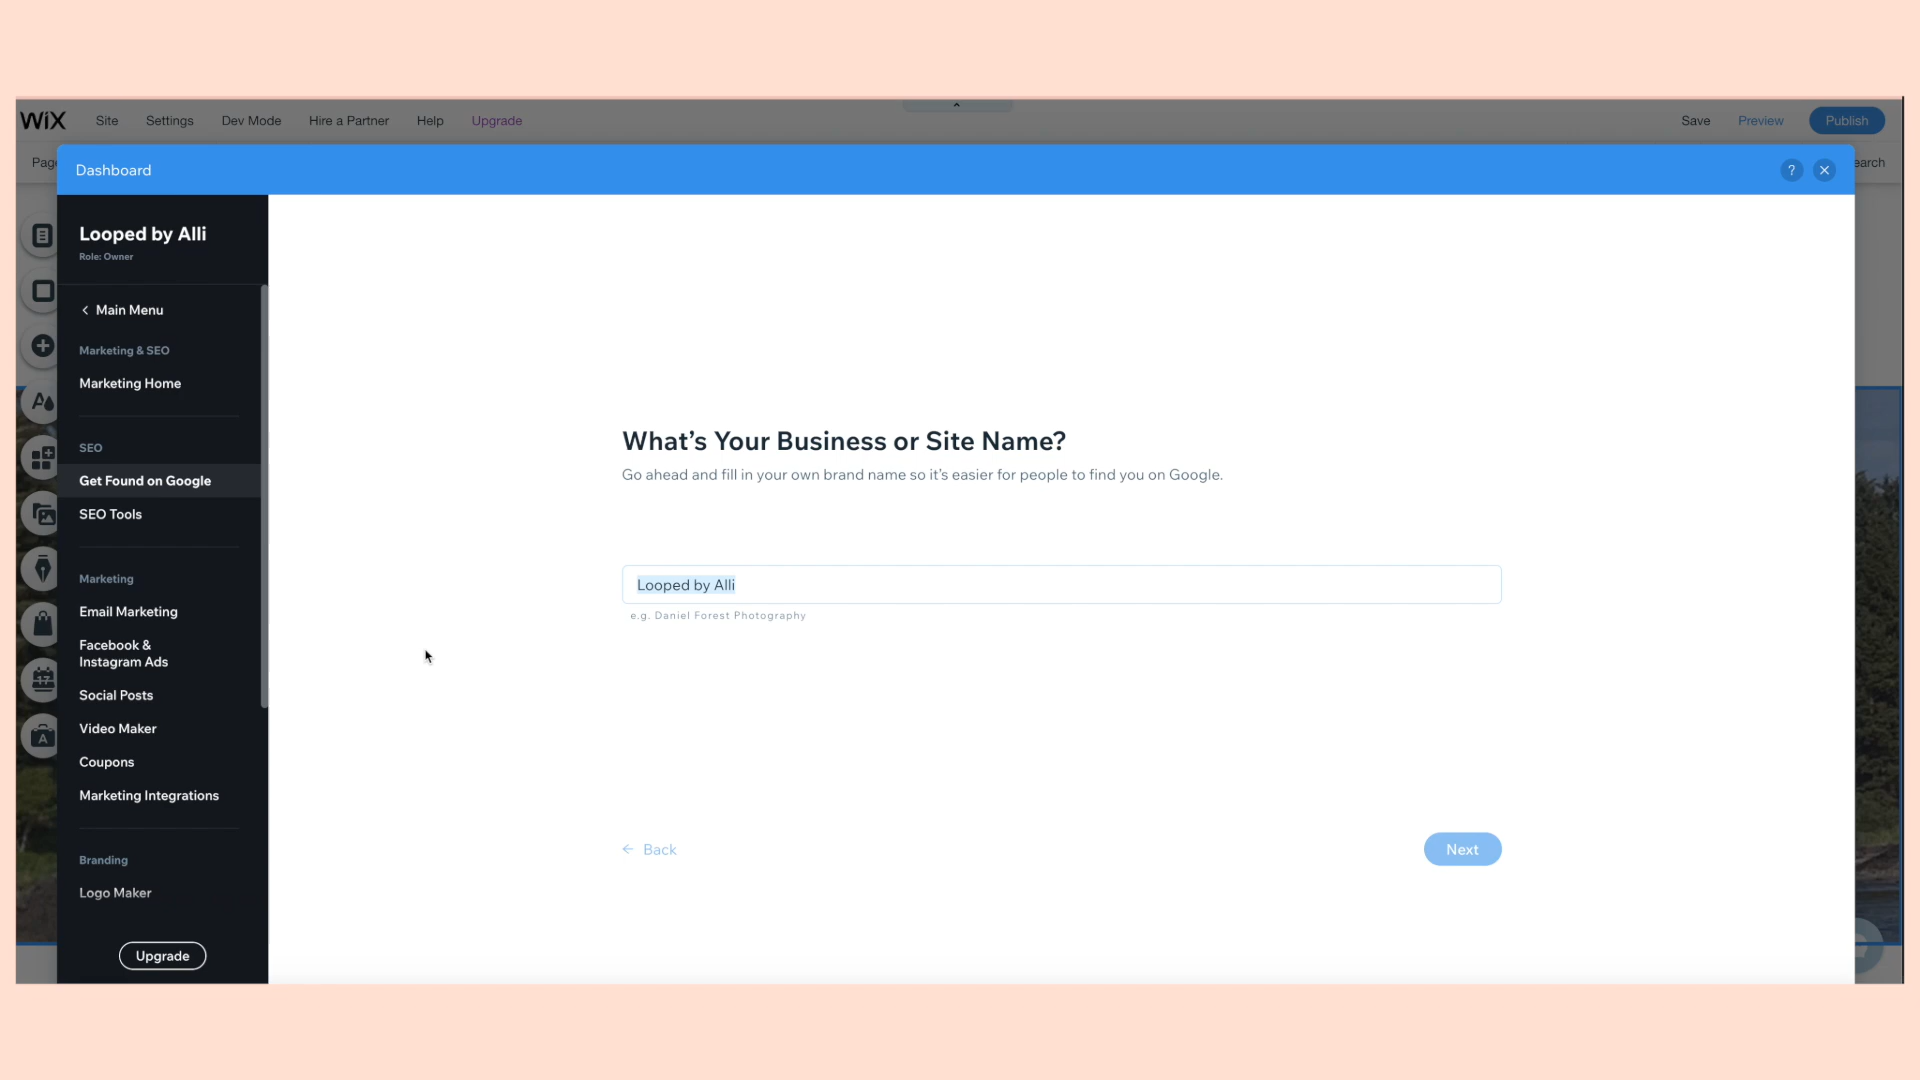 WiX
Site
Settings
Dev Mode
Hire a Partner
Help
Upgrade
Save
Preview
Publish
Dashboard
?
Looped by Alli
Role: Owner
Main Menu
Marketing & SEO
Marketing Home
SEO
Get Found on Google
SEO Tools
Marketing
Email Marketing
Facebook &
Instagram Ads
Social Posts
Video Maker
Coupons
Marketing Integrations
Branding
Logo Maker
Upgrade
What's Your Business or Site Name?
Go ahead and fill in your own brand name so it's easier for people to find you on Google.
Looped by Alli
e.g. Daniel Forest Photography
Back
Next